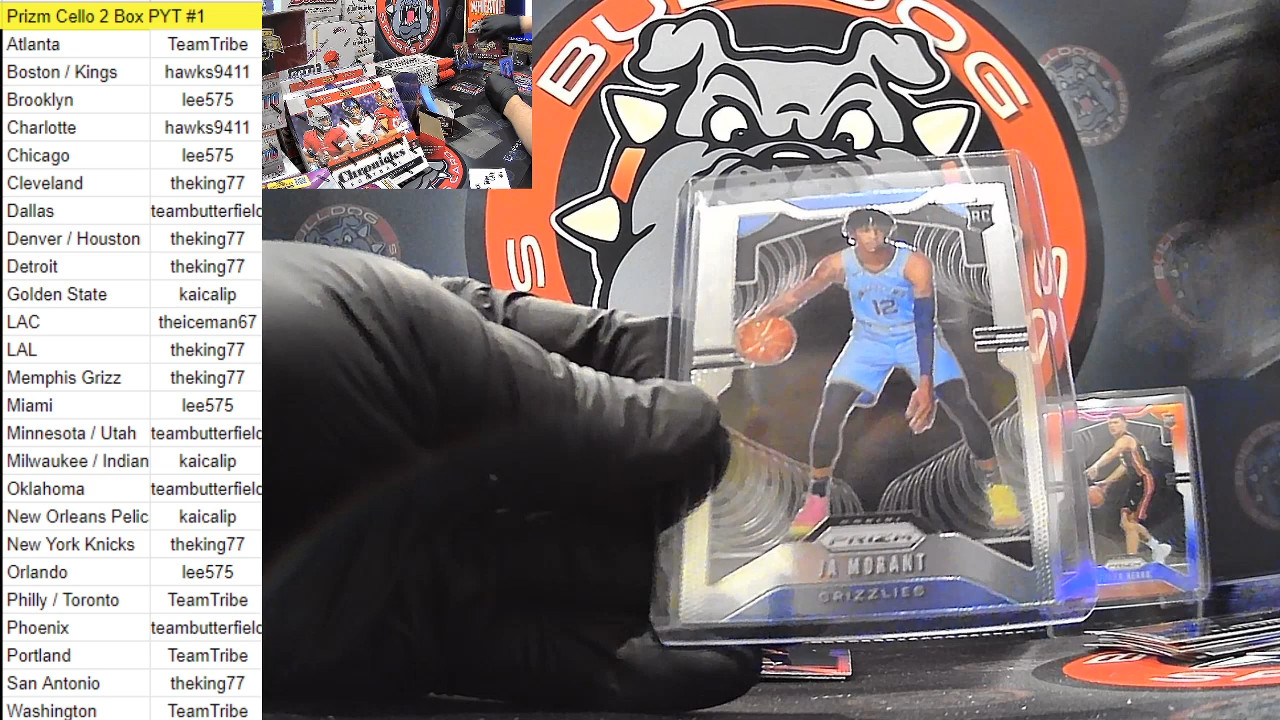 Prizm Cello 2 Box PYT #1
Atlanta TeamTribe
Boston / Kings hawks9411
Brooklyn lee575
Charlotte hawks9411
Chicago lee575
Cleveland theking77
Dallas teambutterfield
Denver / Houston theking77
Detroit theking77
Golden State kaicalip
LAC theiceman67
LAL theking77
Memphis Grizz theking77
Miami lee575
Minnesota / Utah teambutterfield
Milwaukee / Indian kaicalip
Oklahoma teambutterfield
New Orleans Pelic kaicalip
New York Knicks theking77
Orlando lee575
Philly / Toronto TeamTribe
Phoenix teambutterfield
Portland TeamTribe
San Antonio theking77
Washington TeamTribe
Chronicles
BULLDOG
RC
12
PRIZM
JA MORANT
GRIZZLIES